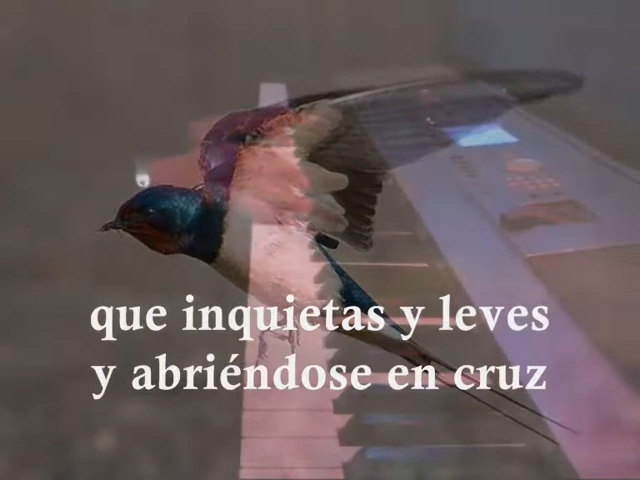 que inquietas y leves
y abriéndose en cruz